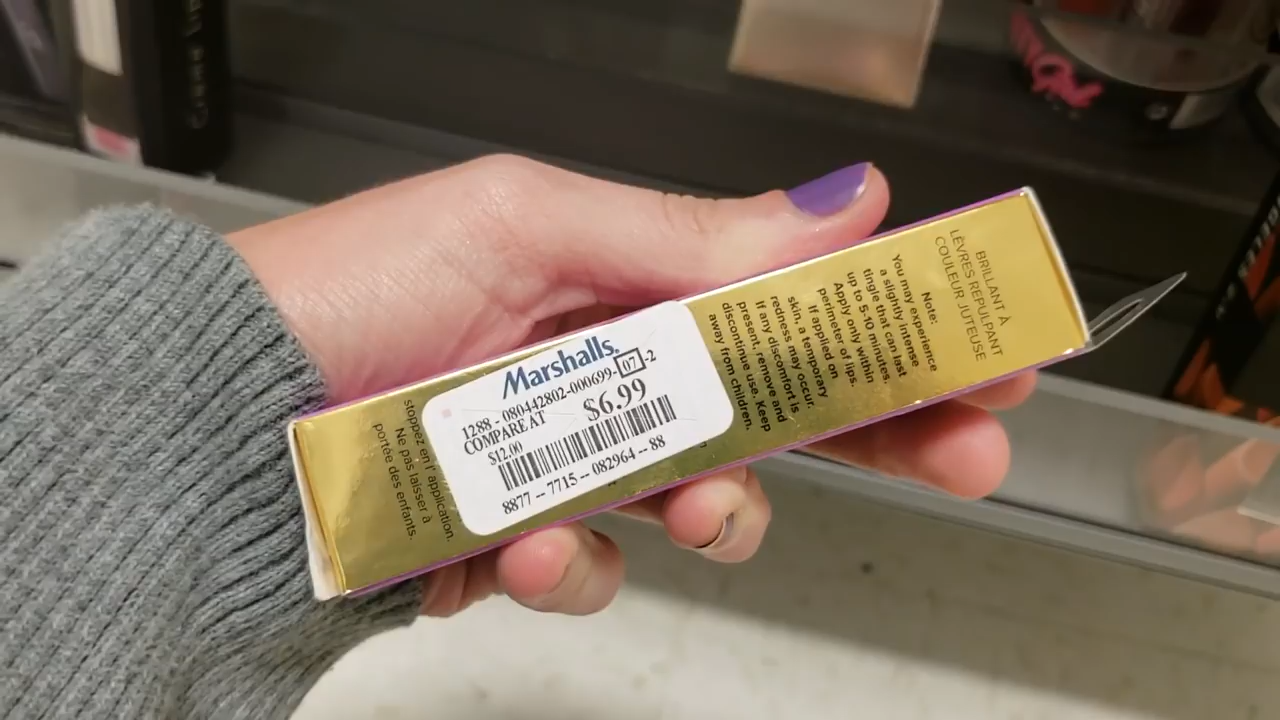 BRILLANT À
LÈVRES REPULPANT
COULEUR JUTEUSE
Note:
You may experience
a slightly intense
tingle that can last
up to 5-10 minutes.
Apply only within
perimeter of lips.
If applied on
skin, a temporary
redness may occur.
If any discomfort is
present, remove and
discontinue use. Keep
away from children.
Marshalls.
1288 - 080442802-000699- 07 -2
COMPARE AT
$6.99
$12.00
8877 -- 7715 -- 082964 -- 88
stoppez en l' application.
Ne pas laisser à
portée des enfants.